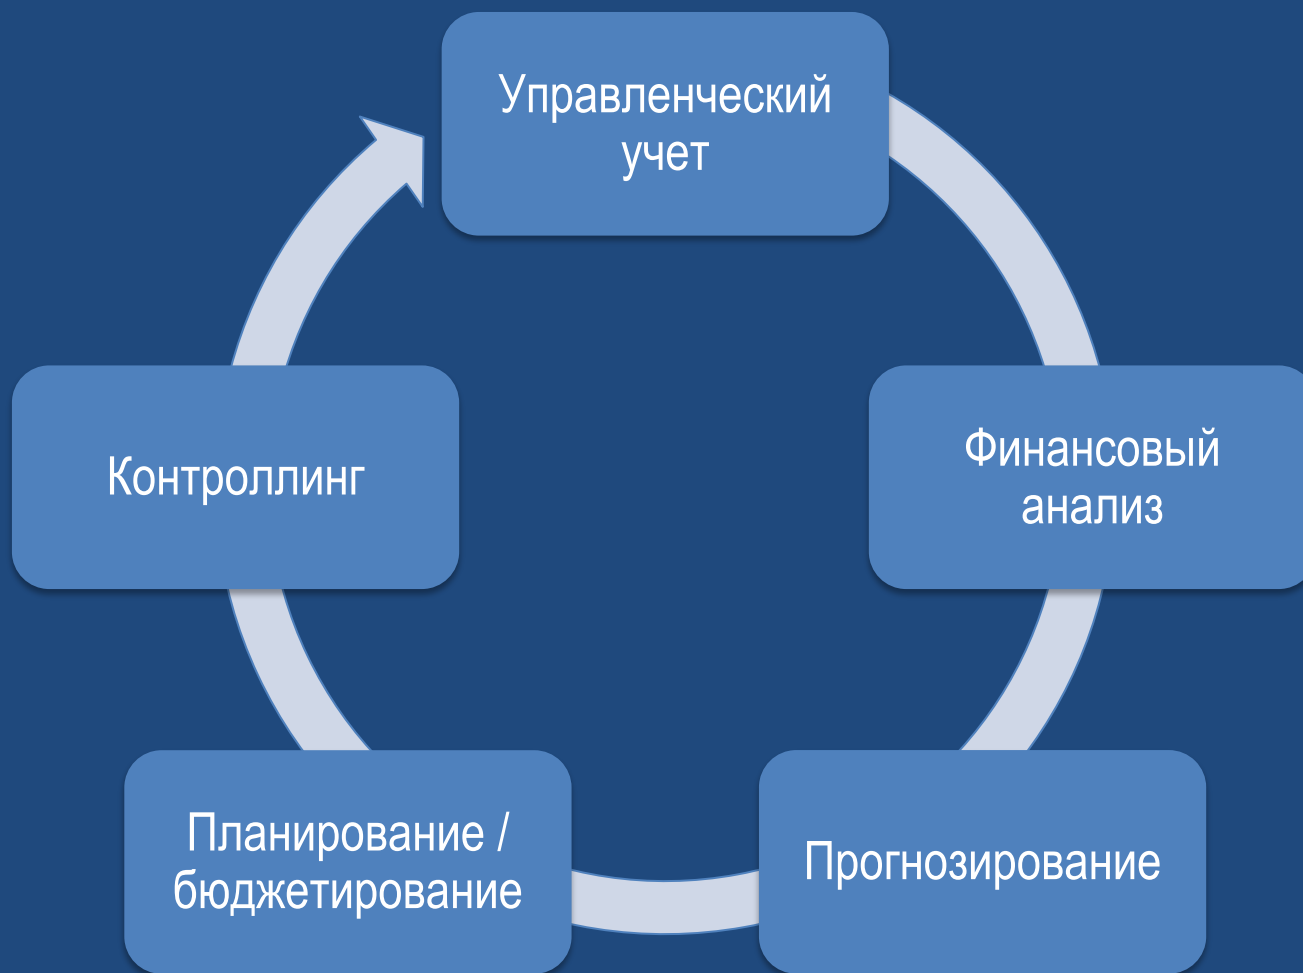 Управленческий
учет
Финансовый
анализ
Прогнозирование
Планирование /
бюджетирование
Контроллинг